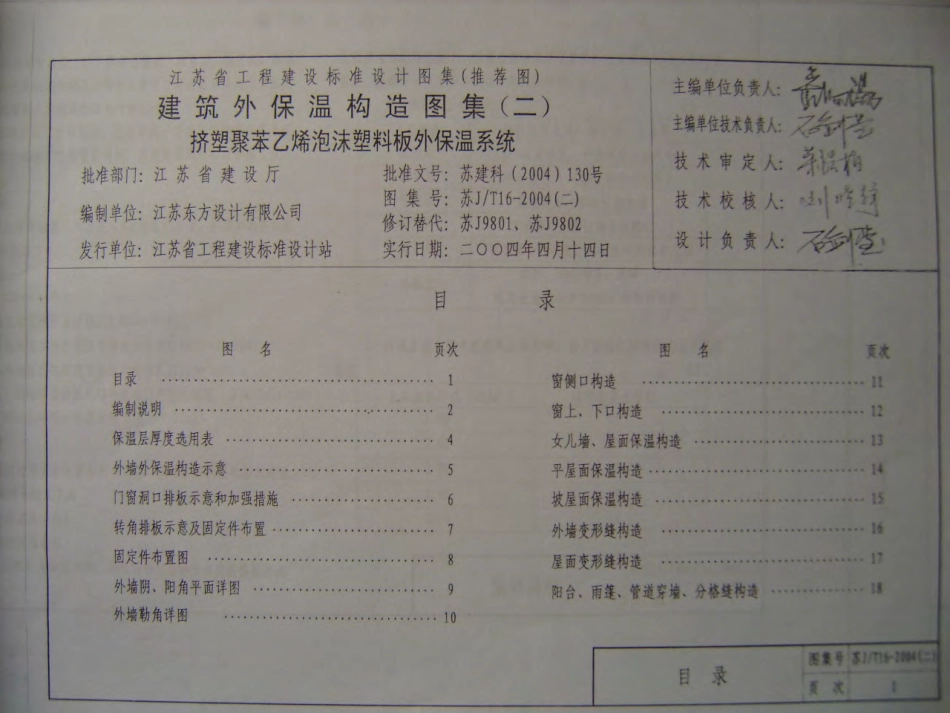 江苏省工程建设标准设计图集(推荐图)
建筑外保温构造图集(二)
挤塑聚苯乙烯泡沫塑料板外保温系统
批准部门：江苏省建设厅
编制单位：江苏东方设计有限公司
发行单位：江苏省工程建设标准设计站
批准文号：苏建科(2004)130号
图集号：苏J/T16-2004(二)
修订替代：苏J9801、苏J9802
实行日期：二〇〇四年四月十四日
主编单位负责人：
主编单位技术负责人：
技术审定人：
技术校核人：
设计负责人：
目 录
图 名 页次
目录 ………… 1
编制说明 ………… 2
保温层厚度选用表 ………… 4
外墙外保温构造示意 ………… 5
门窗洞口排板示意和加强措施 ………… 6
转角排板示意及固定件布置 ………… 7
固定件布置图 ………… 8
外墙阴、阳角平面详图 ………… 9
外墙勒角详图 ………… 10
图 名 页次
窗侧口构造 ………… 11
窗上、下口构造 ………… 12
女儿墙、屋面保温构造 ………… 13
平屋面保温构造 ………… 14
坡屋面保温构造 ………… 15
外墙变形缝构造 ………… 16
屋面变形缝构造 ………… 17
阳台、雨蓬、管道穿墙、分格缝构造 ………… 18
目 录
图集号 苏J/T16-2004(二)
页 次 1